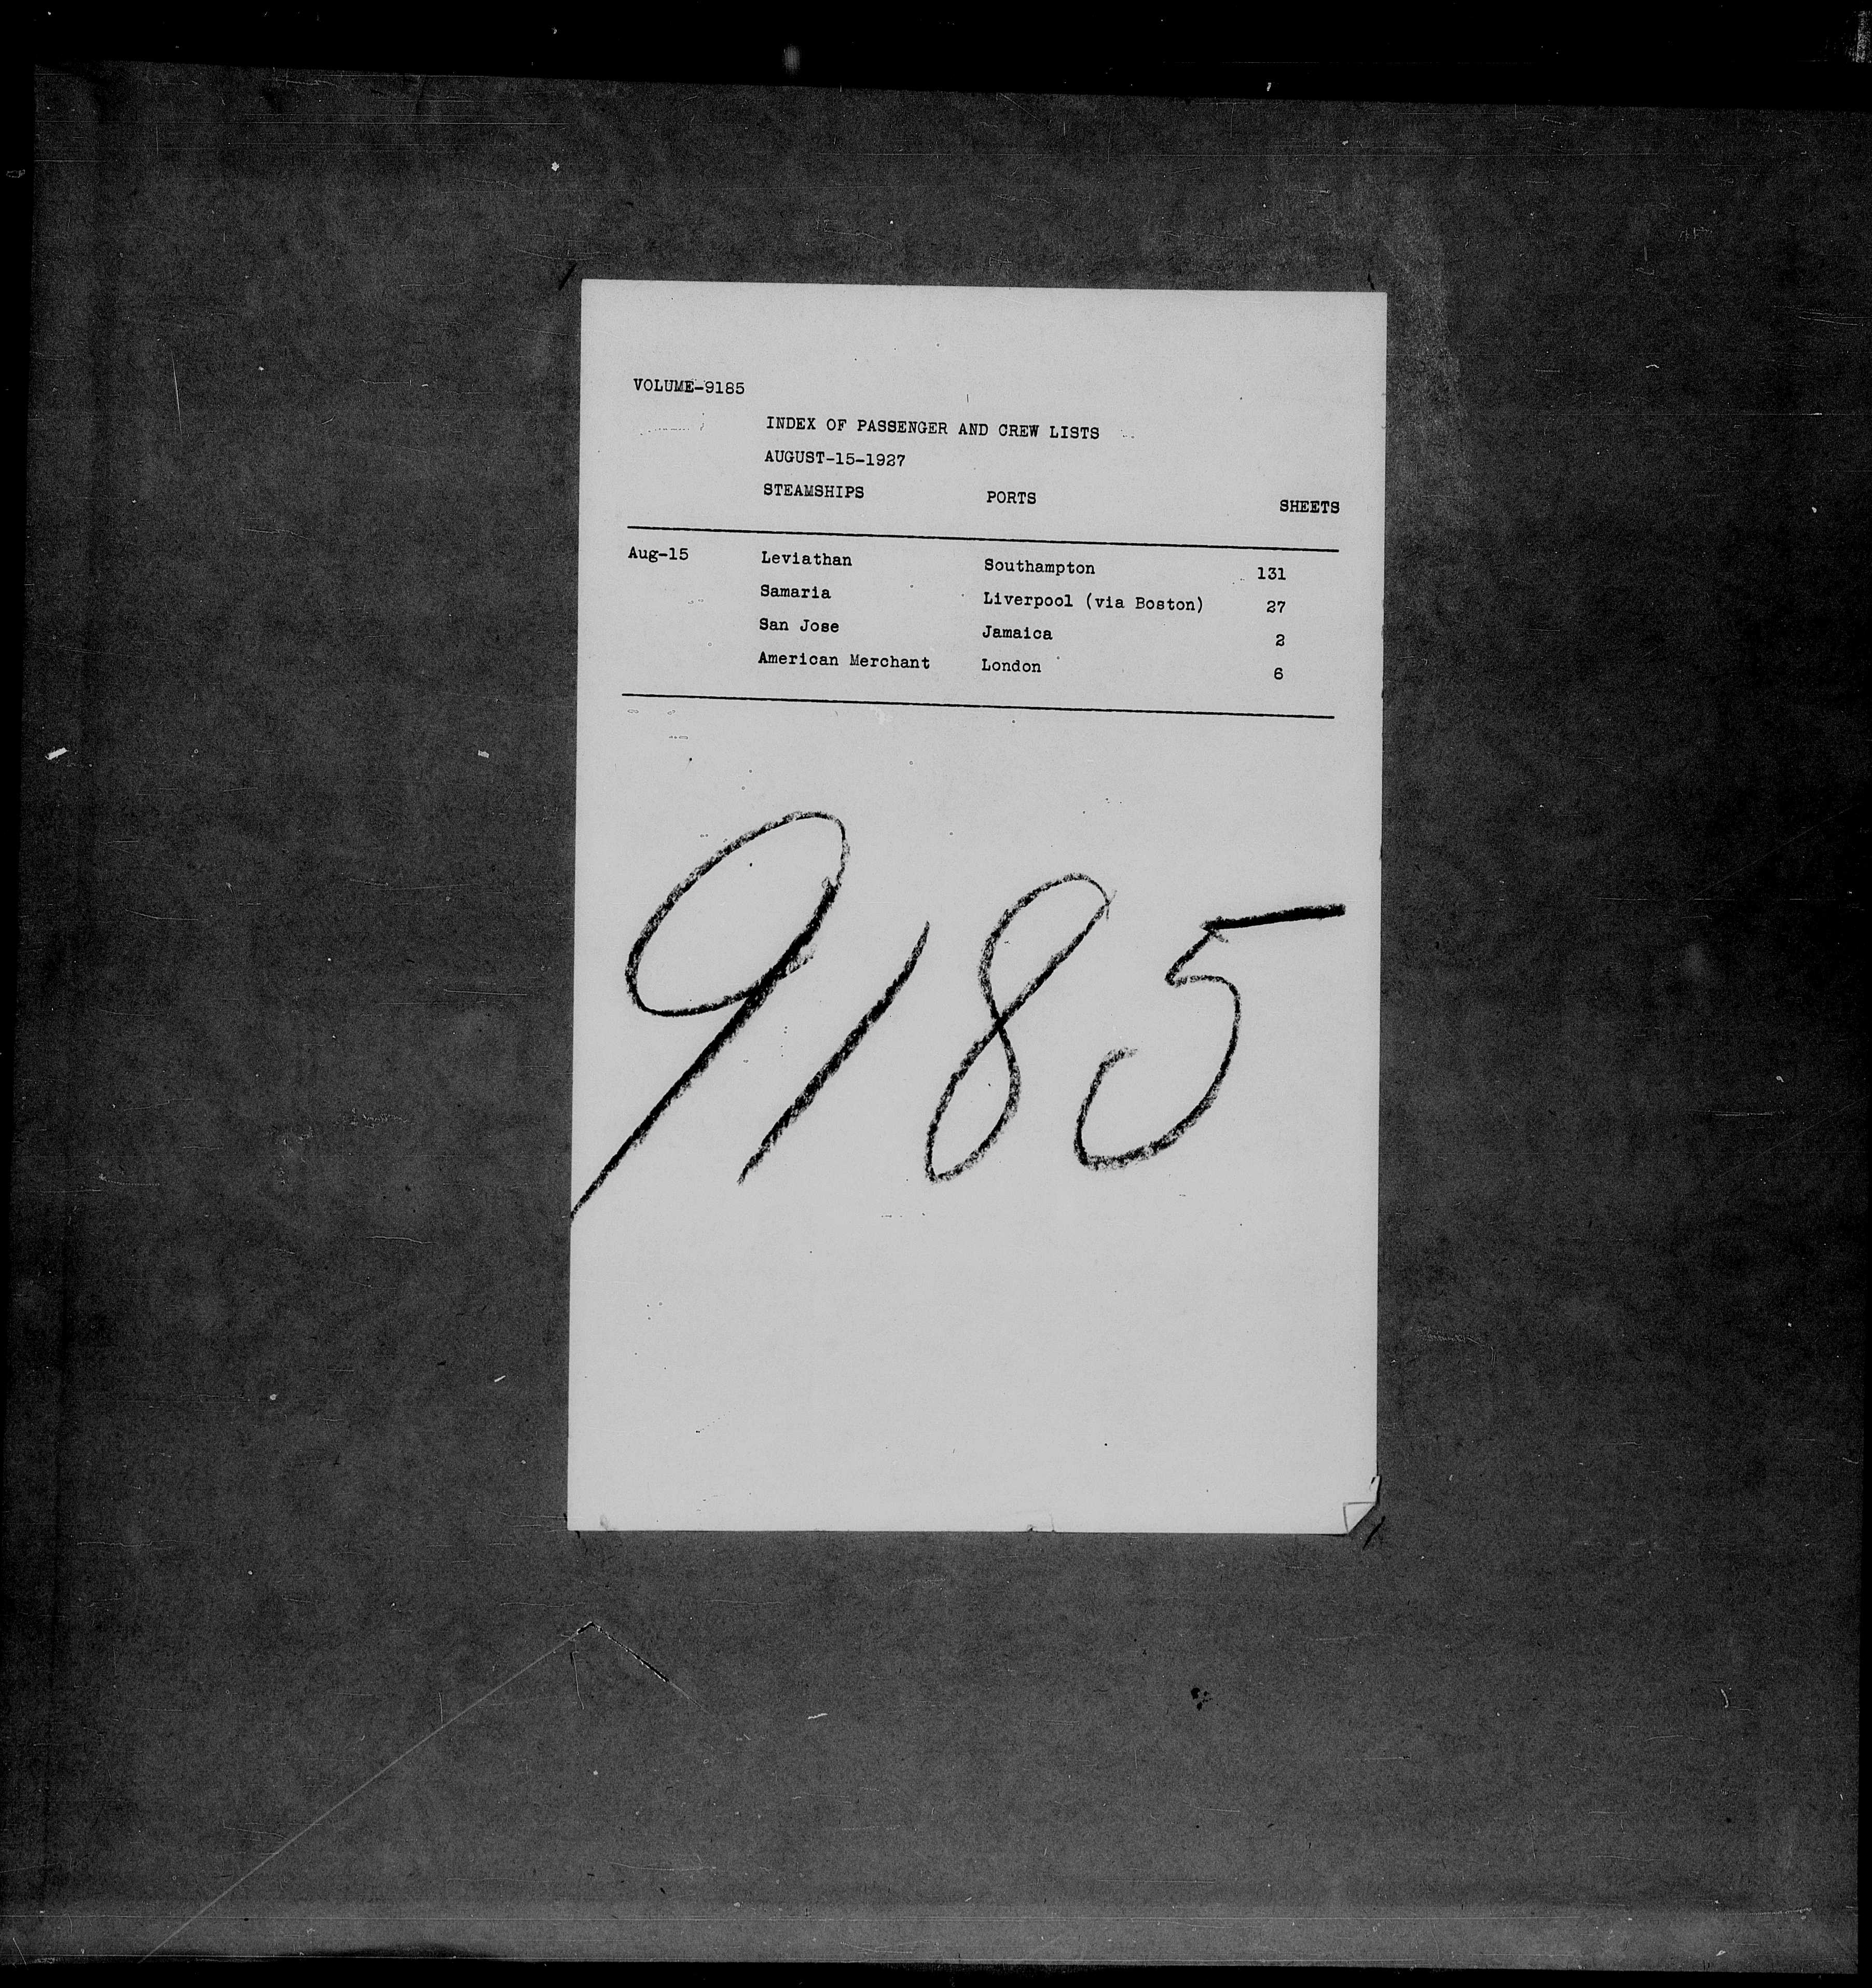 VOLUME-9185
INDEX OF PASSENGER AND CREW LISTS
AUGUST-15-1927
STEAMSHIPS PORTS SHEETS
Aug-15 Leviathan Southampton 131
Samaria Liverpool (via Boston) 27
San Jose Jamaica 2
American Merchant London 6
9185